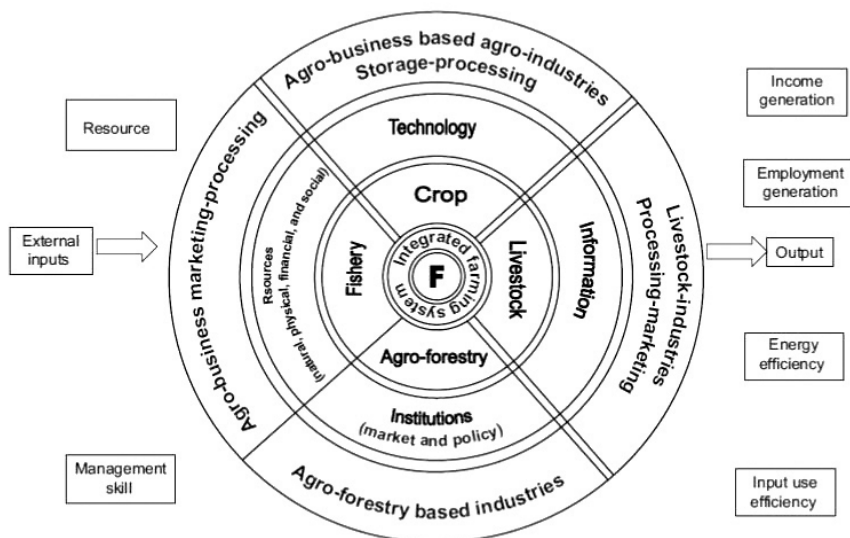 Agro-business based agro-industries
Storage-processing
Income
generation
Resource
Technology
Employment
generation
Agro-business marketing-processing
Rsources
(natural, physical, financial, and social)
Crop
External
inputs
Fishery
Integrated farming system
F
Livestock
Information
Livestock-industries
Processing-marketing
Output
Agro-forestry
Energy
efficiency
Institutions
(market and policy)
Management
skill
Agro-forestry based industries
Input use
efficiency